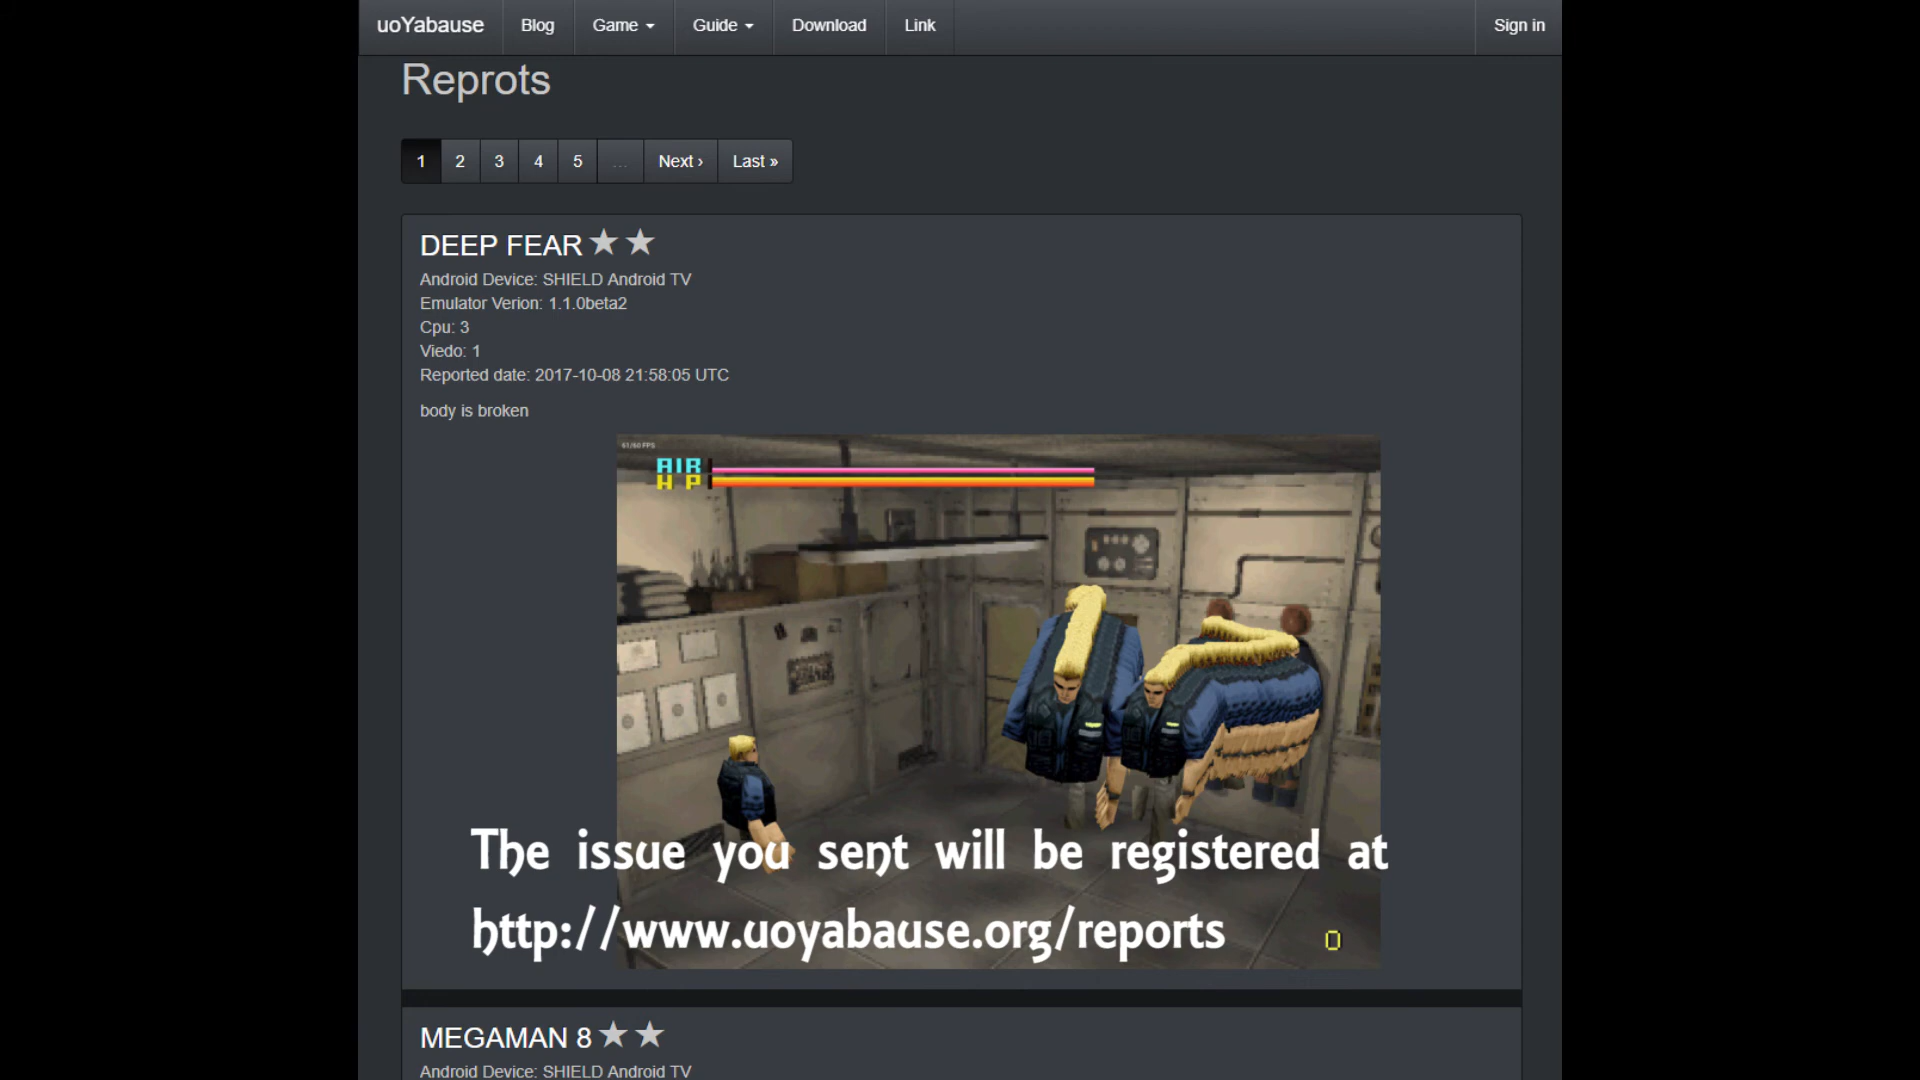 uoYabause Blog Game Guide Download Link Sign in
Reprots
1 2 3 4 5 ... Next › Last »
DEEP FEAR ★★
Android Device: SHIELD Android TV
Emulator Verion: 1.1.0beta2
Cpu: 3
Viedo: 1
Reported date: 2017-10-08 21:58:05 UTC
body is broken
61/60 FPS
AIR
H P
The issue you sent will be registered at
http://www.uoyabause.org/reports
0
MEGAMAN 8 ★★
Android Device: SHIELD Android TV